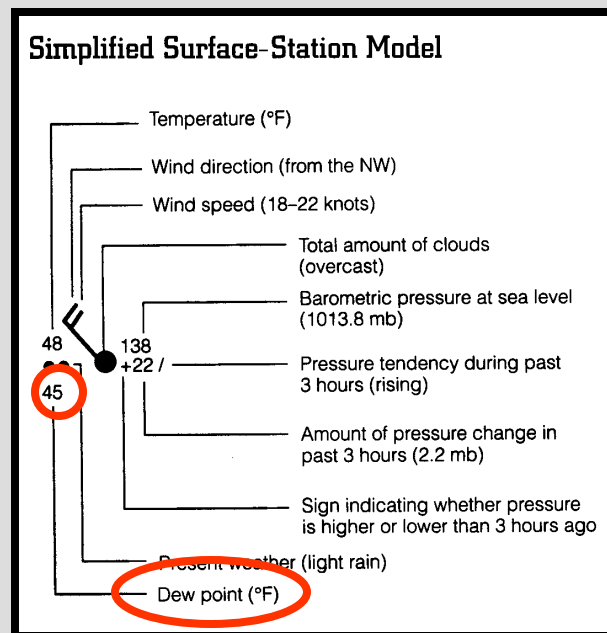 Simplified Surface-Station Model
Temperature (°F)
Wind direction (from the NW)
Wind speed (18–22 knots)
Total amount of clouds
(overcast)
Barometric pressure at sea level
(1013.8 mb)
48
138
+22 /
Pressure tendency during past
3 hours (rising)
45
Amount of pressure change in
past 3 hours (2.2 mb)
Sign indicating whether pressure
is higher or lower than 3 hours ago
Present weather (light rain)
Dew point (°F)